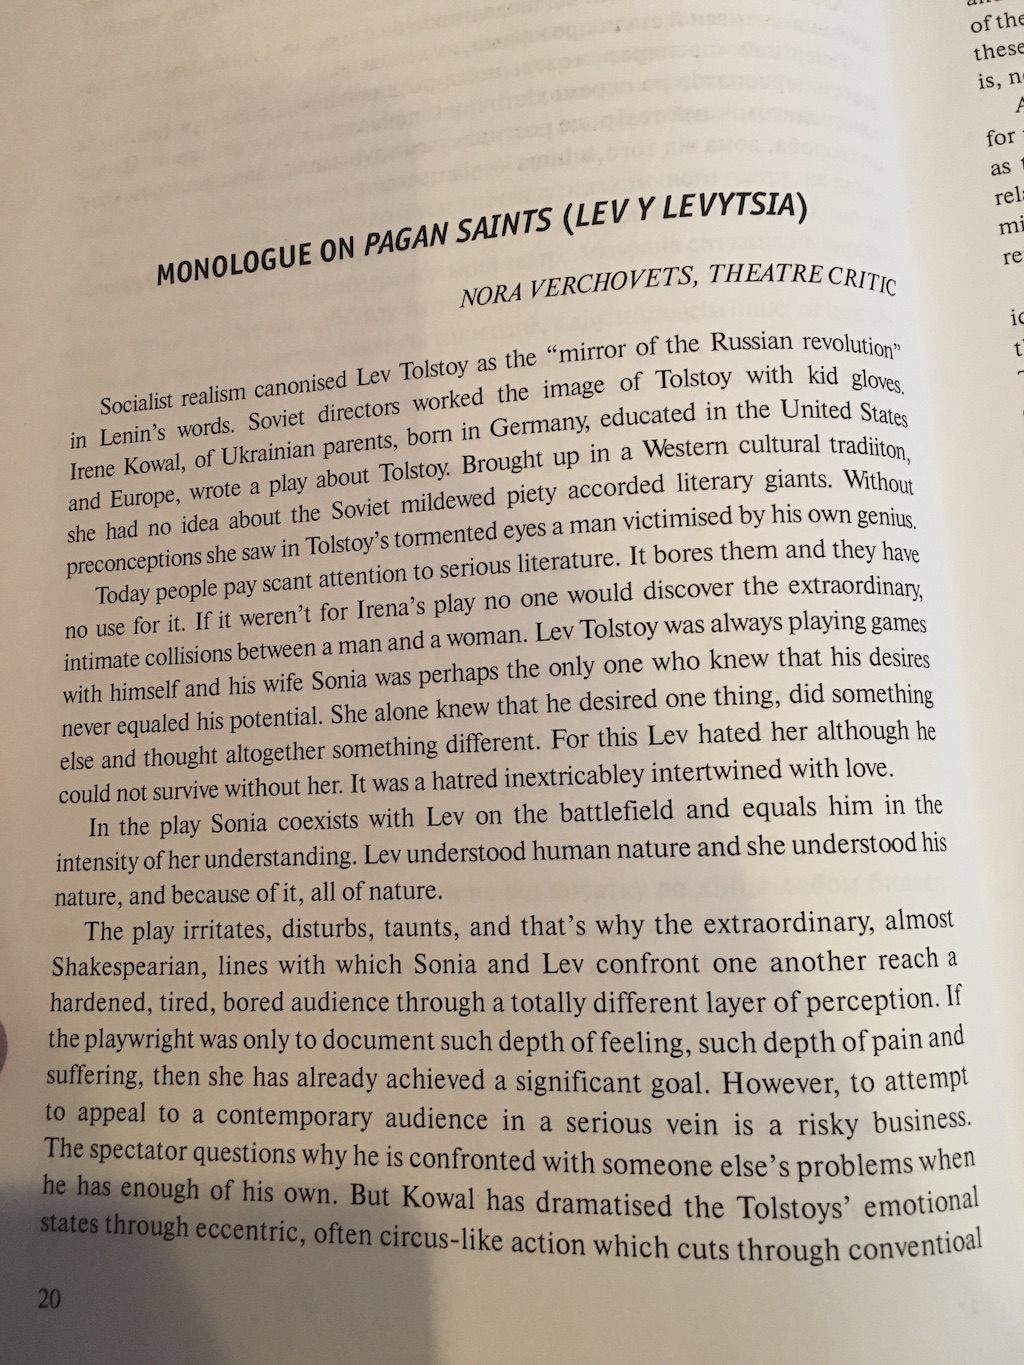 MONOLOGUE ON PAGAN SAINTS (LEV Y LEVYTSIA)
NORA VERCHOVETS, THEATRE CRITIC
Socialist realism canonised Lev Tolstoy as the “mirror of the Russian revolution”
in Lenin’s words. Soviet directors worked the image of Tolstoy with kid gloves.
Irene Kowal, of Ukrainian parents, born in Germany, educated in the United States
and Europe, wrote a play about Tolstoy. Brought up in a Western cultural tradiiton,
she had no idea about the Soviet mildewed piety accorded literary giants. Without
preconceptions she saw in Tolstoy’s tormented eyes a man victimised by his own genius.
Today people pay scant attention to serious literature. It bores them and they have
no use for it. If it weren’t for Irena’s play no one would discover the extraordinary,
intimate collisions between a man and a woman. Lev Tolstoy was always playing games
with himself and his wife Sonia was perhaps the only one who knew that his desires
never equaled his potential. She alone knew that he desired one thing, did something
else and thought altogether something different. For this Lev hated her although he
could not survive without her. It was a hatred inextricabley intertwined with love.
In the play Sonia coexists with Lev on the battlefield and equals him in the
intensity of her understanding. Lev understood human nature and she understood his
nature, and because of it, all of nature.
The play irritates, disturbs, taunts, and that’s why the extraordinary, almost
Shakespearian, lines with which Sonia and Lev confront one another reach a
hardened, tired, bored audience through a totally different layer of perception. If
the playwright was only to document such depth of feeling, such depth of pain and
suffering, then she has already achieved a significant goal. However, to attempt
to appeal to a contemporary audience in a serious vein is a risky business.
The spectator questions why he is confronted with someone else’s problems when
he has enough of his own. But Kowal has dramatised the Tolstoys’ emotional
states through eccentric, often circus-like action which cuts through conventioal
20
of the
these
is, n
for
as